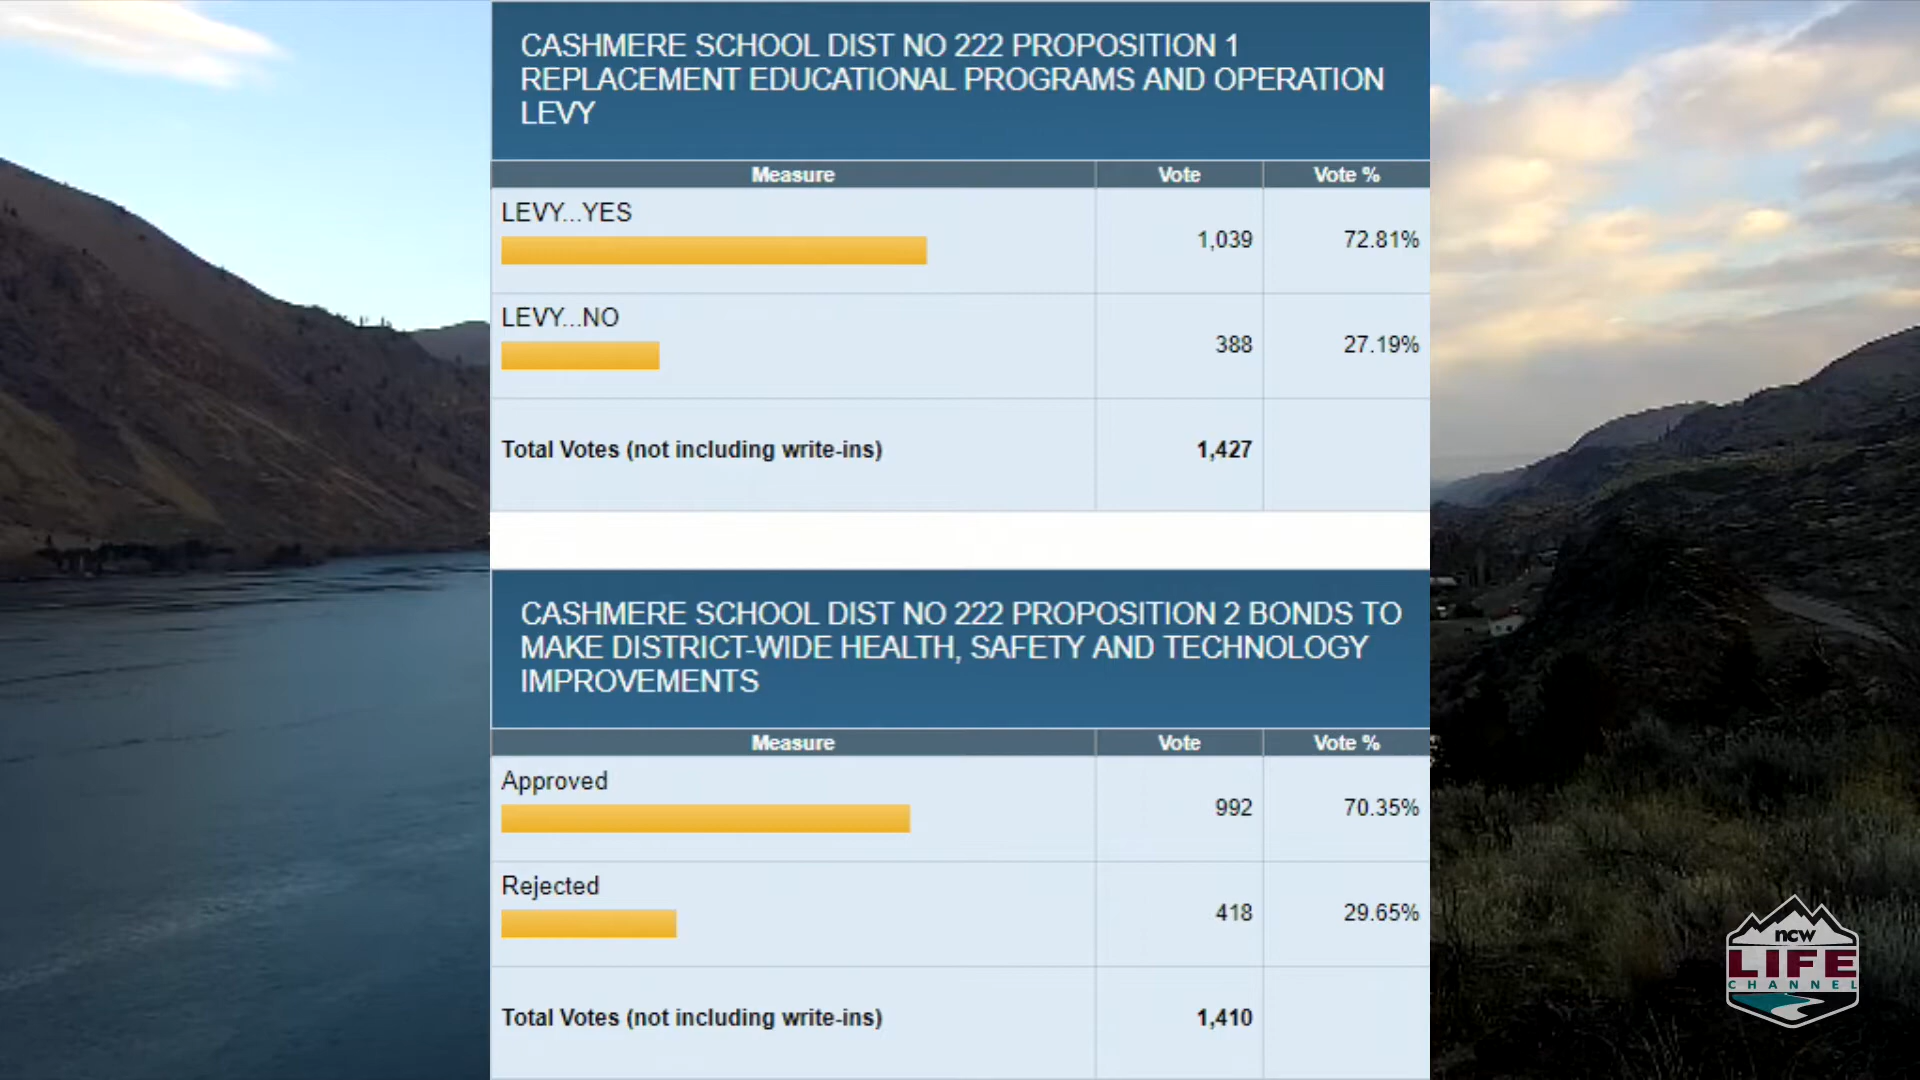 CASHMERE SCHOOL DIST NO 222 PROPOSITION 1
REPLACEMENT EDUCATIONAL PROGRAMS AND OPERATION
LEVY
Measure Vote Vote %
LEVY...YES
1,039 72.81%
LEVY...NO
388 27.19%
Total Votes (not including write-ins) 1,427
CASHMERE SCHOOL DIST NO 222 PROPOSITION 2 BONDS TO
MAKE DISTRICT-WIDE HEALTH, SAFETY AND TECHNOLOGY
IMPROVEMENTS
Measure Vote Vote %
Approved
992 70.35%
Rejected
418 29.65%
Total Votes (not including write-ins) 1,410
ncw
LIFE
CHANNEL